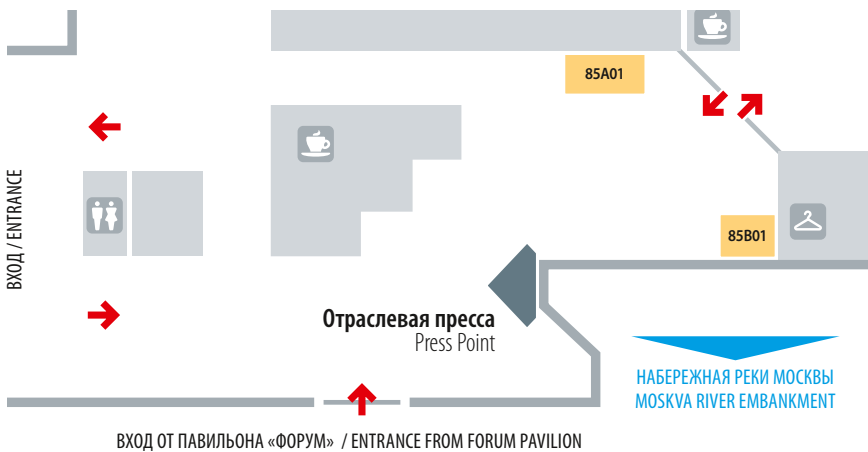 85A01
ВХОД / ENTRANCE
85B01
Отраслевая пресса
Press Point
НАБЕРЕЖНАЯ РЕКИ МОСКВЫ
MOSKVA RIVER EMBANKMENT
ВХОД ОТ ПАВИЛЬОНА «ФОРУМ» / ENTRANCE FROM FORUM PAVILION